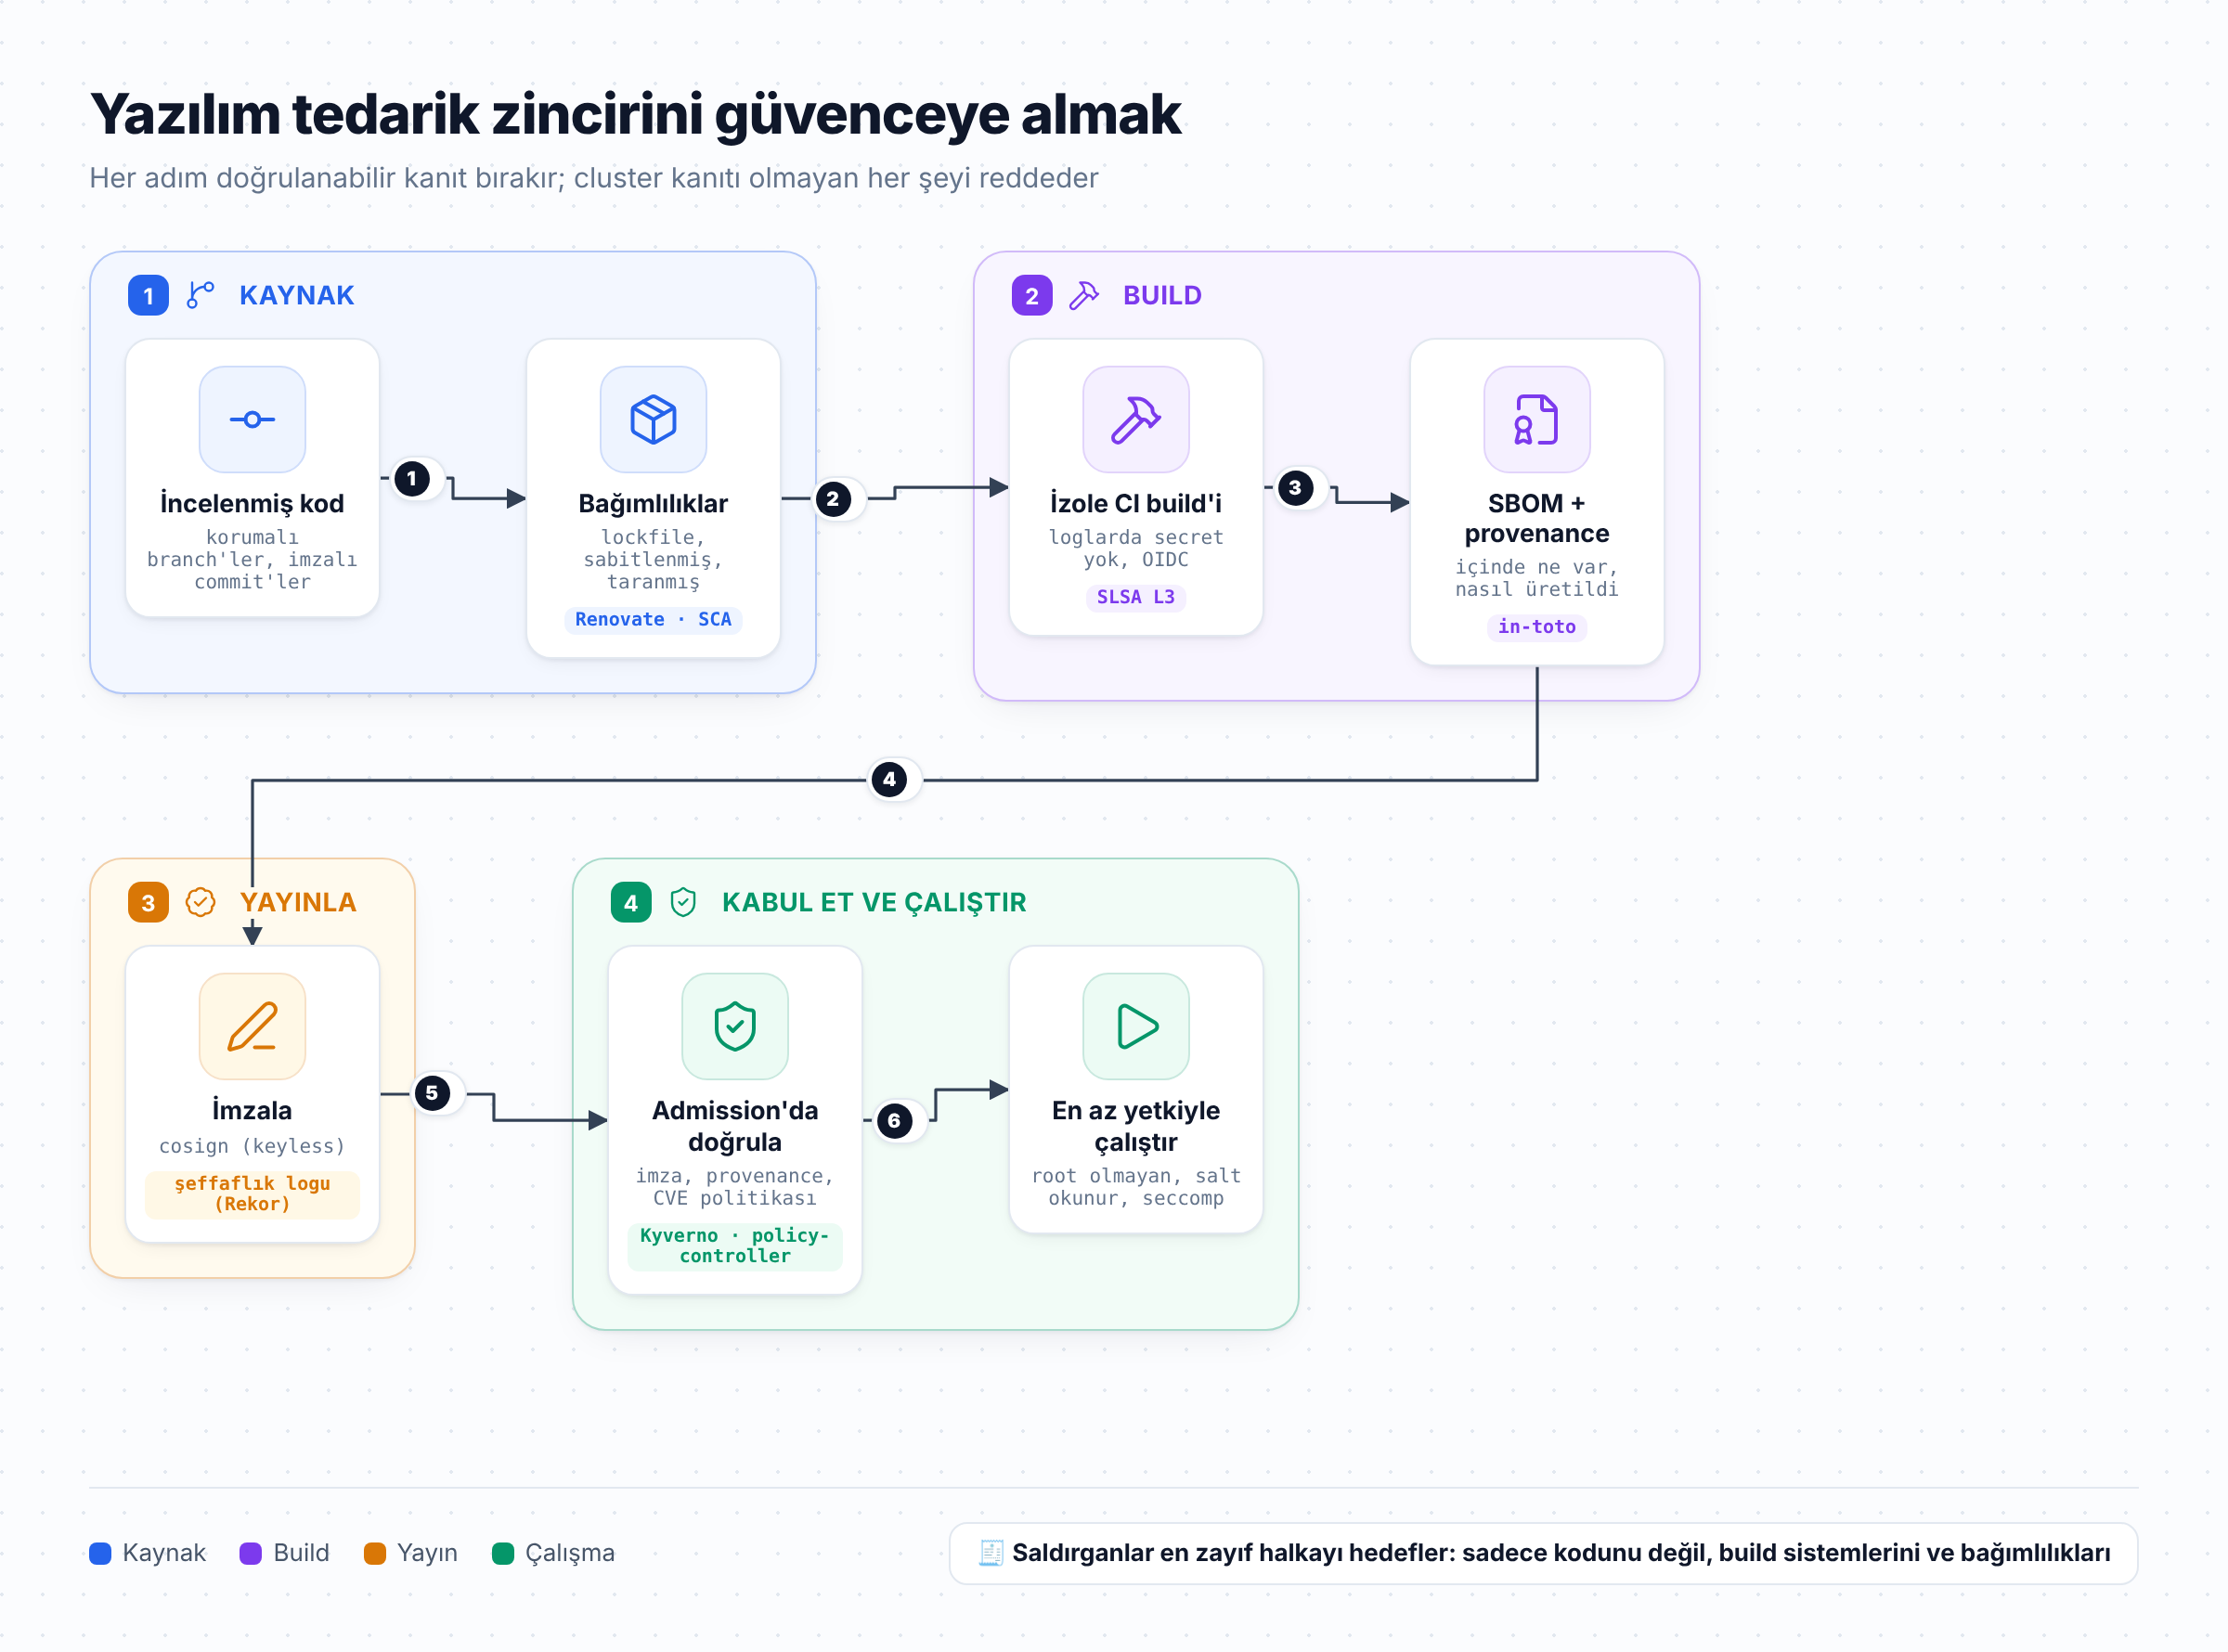 Yazılım tedarik zincirini güvenceye almak
Her adım doğrulanabilir kanıt bırakır; cluster kanıtı olmayan her şeyi reddeder
1 KAYNAK
İncelenmiş kod
korumalı
branch'ler, imzalı
commit'ler
1
Bağımlılıklar
lockfile,
sabitlenmiş,
taranmış
Renovate · SCA
2
2 BUILD
İzole CI build'i
loglarda secret
yok, OIDC
SLSA L3
3
SBOM +
provenance
içinde ne var,
nasıl üretildi
in-toto
4
3 YAYINLA
İmzala
cosign (keyless)
şeffaflık logu
(Rekor)
5
4 KABUL ET VE ÇALIŞTIR
Admission'da
doğrula
imza, provenance,
CVE politikası
Kyverno · policy-
controller
6
En az yetkiyle
çalıştır
root olmayan, salt
okunur, seccomp
Kaynak
Build
Yayın
Çalışma
🧾 Saldırganlar en zayıf halkayı hedefler: sadece kodunu değil, build sistemlerini ve bağımlılıkları